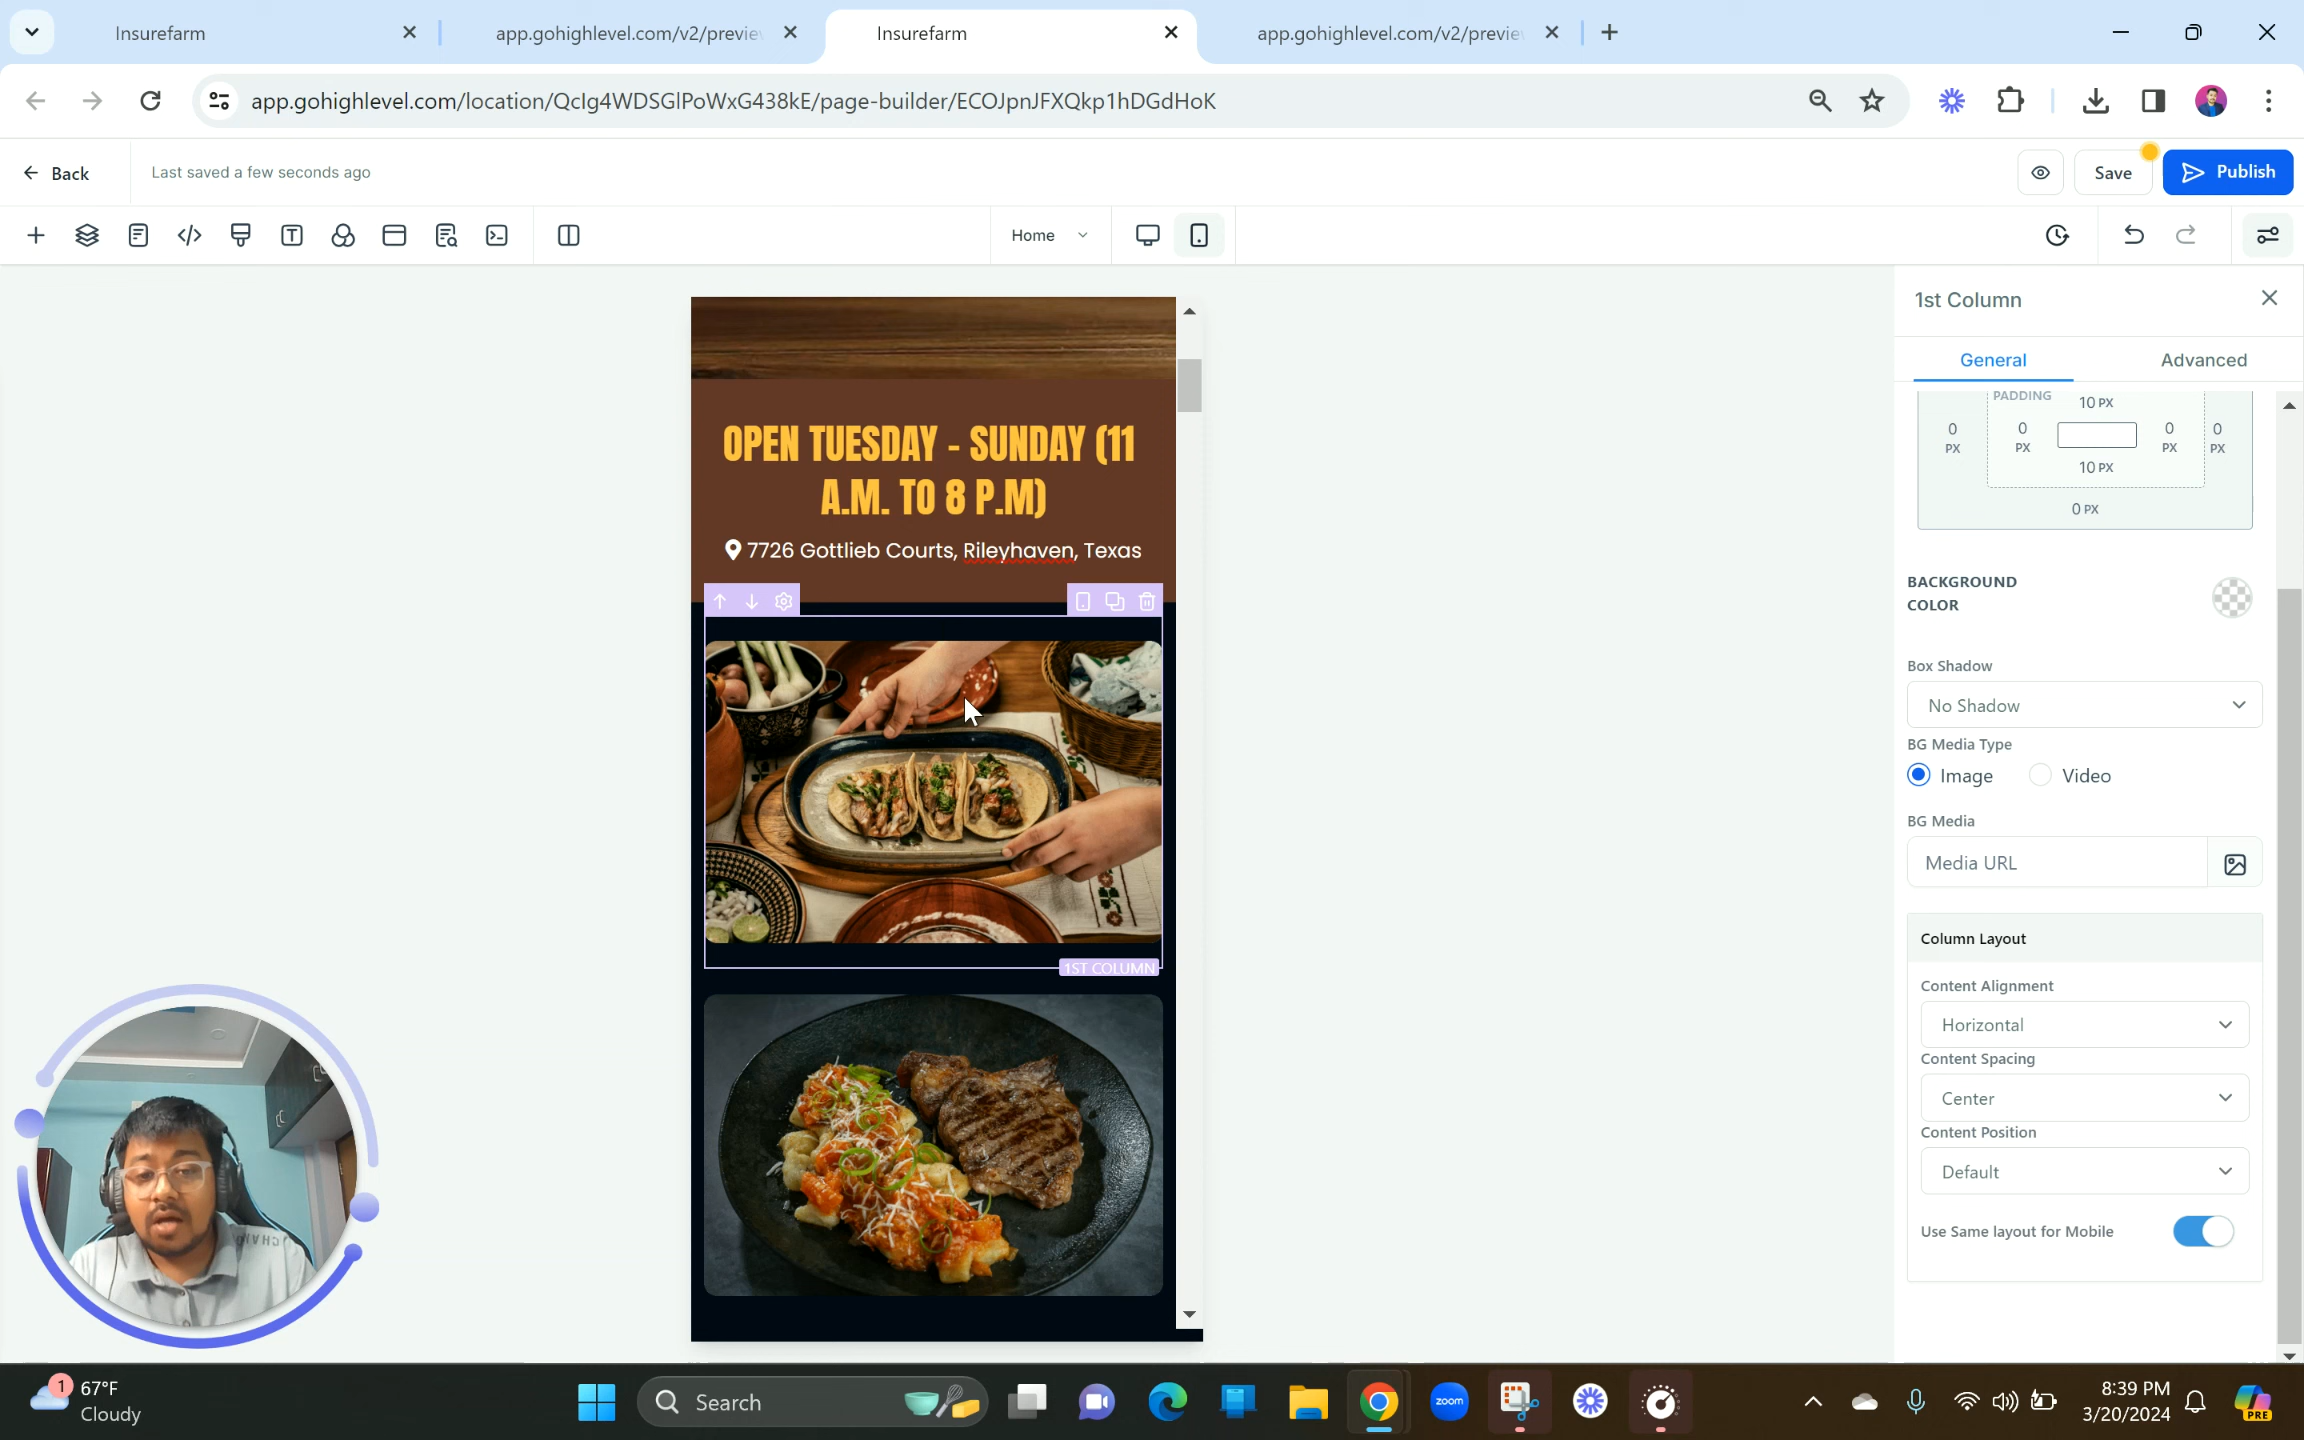 Insurefarm
app.gohighlevel.com/v2/previe
Insurefarm
app.gohighlevel.com/v2/previe
app.gohighlevel.com/location/QcIg4WDSGlPoWxG438kE/page-builder/ECOJpnJFXQkp1hDGdHoK
Back
Last saved a few seconds ago
Save
Publish
Home
1st Column
General
Advanced
PADDING
10 PX
0
PX
0
PX
0
PX
0
PX
10 PX
0 PX
OPEN TUESDAY - SUNDAY (11
A.M. TO 8 P.M)
7726 Gottlieb Courts, Rileyhaven, Texas
1ST COLUMN
BACKGROUND
COLOR
Box Shadow
No Shadow
BG Media Type
Image
Video
BG Media
Media URL
Column Layout
Content Alignment
Horizontal
Content Spacing
Center
Content Position
Default
Use Same layout for Mobile
1
67°F
Cloudy
Search
zoom
8:39 PM
3/20/2024
PRE